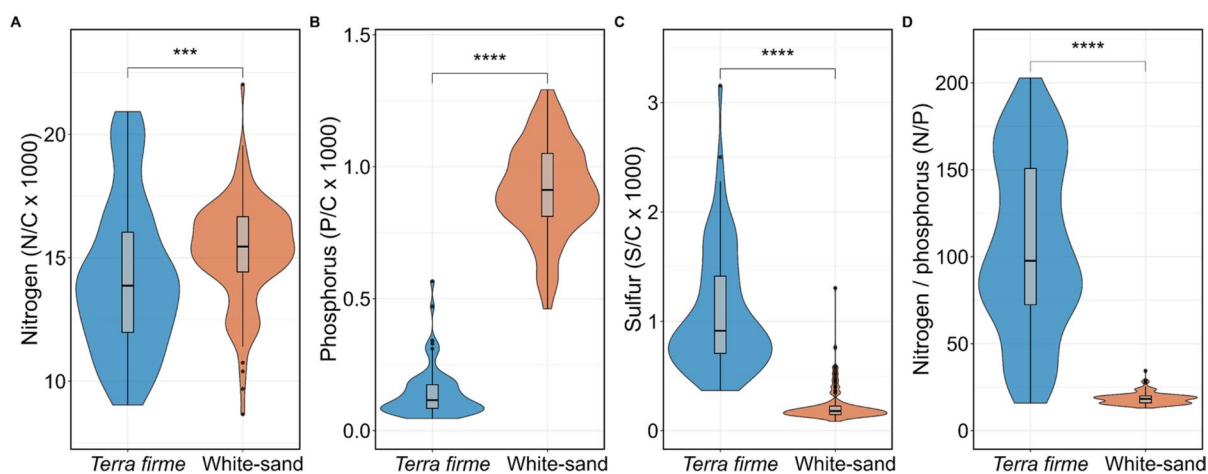 A
Nitrogen (N/C x 1000)
20
15
10
***
Terra firme White-sand
B
Phosphorus (P/C x 1000)
1.5
1.0
0.5
0.0
****
Terra firme White-sand
C
Sulfur (S/C x 1000)
3
2
1
0
****
Terra firme White-sand
D
Nitrogen / phosphorus (N/P)
200
150
100
50
0
****
Terra firme White-sand